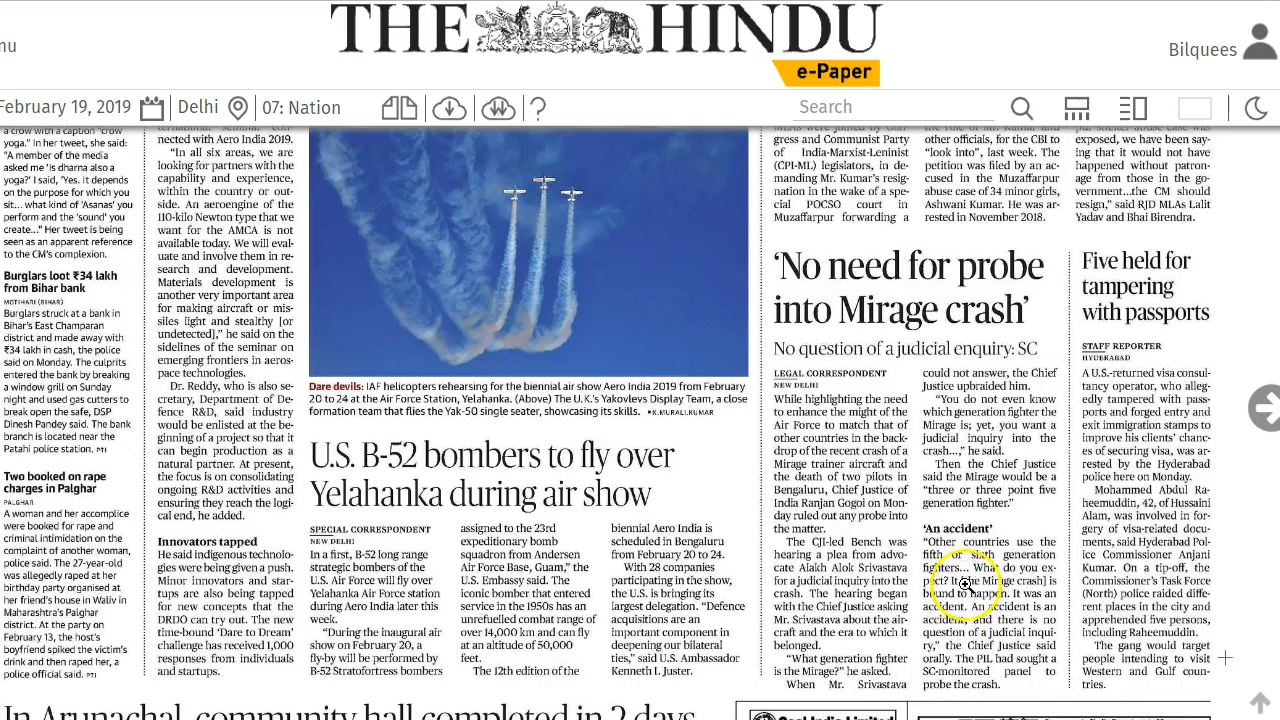 THE HINDU
e-Paper
nu
Bilquees
February 19, 2019
Delhi
07: Nation
Search
a crow with a caption "crow
yoga." In her tweet, she said:
"A member of the media
asked me 'Is dharna also a
yoga?' I said, "Yes. It depends
on the purpose for which you
sit... what kind of 'Asanas' you
perform and the 'sound' you
create..." Her tweet is being
seen as an apparent reference
to the CM's complexion.
Burglars loot ₹34 lakh
from Bihar bank
MOTIHARI (BIHAR)
Burglars struck at a bank in
Bihar's East Champaran
district and made away with
₹34 lakh in cash, the police
said on Monday. The culprits
entered the bank by breaking
a window grill on Sunday
night and used gas cutters to
break open the safe, DSP
Dinesh Pandey said. The bank
branch is located near the
Patahi police station. PTI
Two booked on rape
charges in Palghar
PALGHAR
A woman and her accomplice
were booked for rape and
criminal intimidation on the
complaint of another woman,
police said. The 27-year-old
was allegedly raped at her
birthday party organised at
her friend's house in Waliv in
Maharashtra's Palghar
district. At the party on
February 13, the host's
boyfriend spiked the victim's
drink and then raped her, a
police official said. PTI
nected with Aero India 2019.
"In all six areas, we are
looking for partners with the
capability and experience,
within the country or out-
side. An aeroengine of the
110-kilo Newton type that we
want for the AMCA is not
available today. We will eval-
uate and involve them in re-
search and development.
Materials development is
another very important area
for making aircraft or mis-
siles light and stealthy [or
undetected]," he said on the
sidelines of the seminar on
emerging frontiers in aeros-
pace technologies.
Dr. Reddy, who is also se-
cretary, Department of De-
fence R&D, said industry
would be enlisted at the be-
ginning of a project so that it
can begin production as a
natural partner. At present,
the focus is on consolidating
ongoing R&D activities and
ensuring they reach the logi-
cal end, he added.
Innovators tapped
He said indigenous technolo-
gies were being given a push.
Minor innovators and star-
tups are also being tapped
for new concepts that the
DRDO can try out. The new
time-bound 'Dare to Dream'
challenge has received 1,000
responses from individuals
and startups.
Dare devils: IAF helicopters rehearsing for the biennial air show Aero India 2019 from February
20 to 24 at the Air Force Station, Yelahanka. (Above) The U.K.'s Yakovlevs Display Team, a close
formation team that flies the Yak-50 single seater, showcasing its skills. ▪K.MURALI.KUMAR
U.S. B-52 bombers to fly over
Yelahanka during air show
SPECIAL CORRESPONDENT
NEW DELHI
In a first, B-52 long range
strategic bombers of the
U.S. Air Force will fly over
Yelahanka Air Force station
during Aero India later this
week.
"During the inaugural air
show on February 20, a
fly-by will be performed by
B-52 Stratofortress bombers
assigned to the 23rd
expeditionary bomb
squadron from Andersen
Air Force Base, Guam," the
U.S. Embassy said. The
iconic bomber that entered
service in the 1950s has an
unrefuelled combat range of
over 14,000 km and can fly
at an altitude of 50,000
feet.
The 12th edition of the
biennial Aero India is
scheduled in Bengaluru
from February 20 to 24.
With 28 companies
participating in the show,
the U.S. is bringing its
largest delegation. "Defence
acquisitions are an
important component in
deepening our bilateral
ties," said U.S. Ambassador
Kenneth I. Juster.
gress and Communist Party
of India-Marxist-Leninist
(CPI-ML) legislators, in de-
manding Mr. Kumar's resig-
nation in the wake of a spe-
cial POCSO court in
Muzaffarpur forwarding a
other officials, for the CBI to
"look into", last week. The
petition was filed by an ac-
cused in the Muzaffarpur
abuse case of 34 minor girls,
Ashwani Kumar. He was ar-
rested in November 2018.
exposed, we have been say-
ing that it would not have
happened without patron-
age from those in the go-
vernment...the CM should
resign," said RJD MLAs Lalit
Yadav and Bhai Birendra.
'No need for probe
into Mirage crash'
No question of a judicial enquiry: SC
LEGAL CORRESPONDENT
NEW DELHI
While highlighting the need
to enhance the might of the
Air Force to match that of
other countries in the back-
drop of the recent crash of a
Mirage trainer aircraft and
the death of two pilots in
Bengaluru, Chief Justice of
India Ranjan Gogoi on Mon-
day ruled out any probe into
the matter.
The CJI-led Bench was
hearing a plea from advo-
cate Alakh Alok Srivastava
for a judicial inquiry into the
crash. The hearing began
with the Chief Justice asking
Mr. Srivastava about the air-
craft and the era to which it
belonged.
"What generation fighter
is the Mirage?" he asked.
When Mr. Srivastava
could not answer, the Chief
Justice upbraided him.
"You do not even know
which generation fighter the
Mirage is; yet, you want a
judicial inquiry into the
crash...," he said.
Then the Chief Justice
said the Mirage would be a
"three or three point five
generation fighter."
'An accident'
"Other countries use the
fifth or sixth generation
fighters... What do you ex-
pect? It [the Mirage crash] is
bound to happen. It was an
accident. An accident is an
accident, and there is no
question of a judicial inqui-
ry," the Chief Justice said
orally. The PIL had sought a
SC-monitored panel to
probe the crash.
Five held for
tampering
with passports
STAFF REPORTER
HYDERABAD
A U.S.-returned visa consul-
tancy operator, who alleg-
edly tampered with pass-
ports and forged entry and
exit immigration stamps to
improve his clients' chanc-
es of securing visa, was ar-
rested by the Hyderabad
police here on Monday.
Mohammed Abdul Ra-
heemuddin, 42, of Hussaini
Alam, was involved in for-
gery of visa-related docu-
ments, said Hyderabad Pol-
ice Commissioner Anjani
Kumar. On a tip-off, the
Commissioner's Task Force
(North) police raided diffe-
rent places in the city and
apprehended five persons,
including Raheemuddin.
The gang would target
people intending to visit
Western and Gulf coun-
tries.
In Arunachal, community hall completed in 2 days